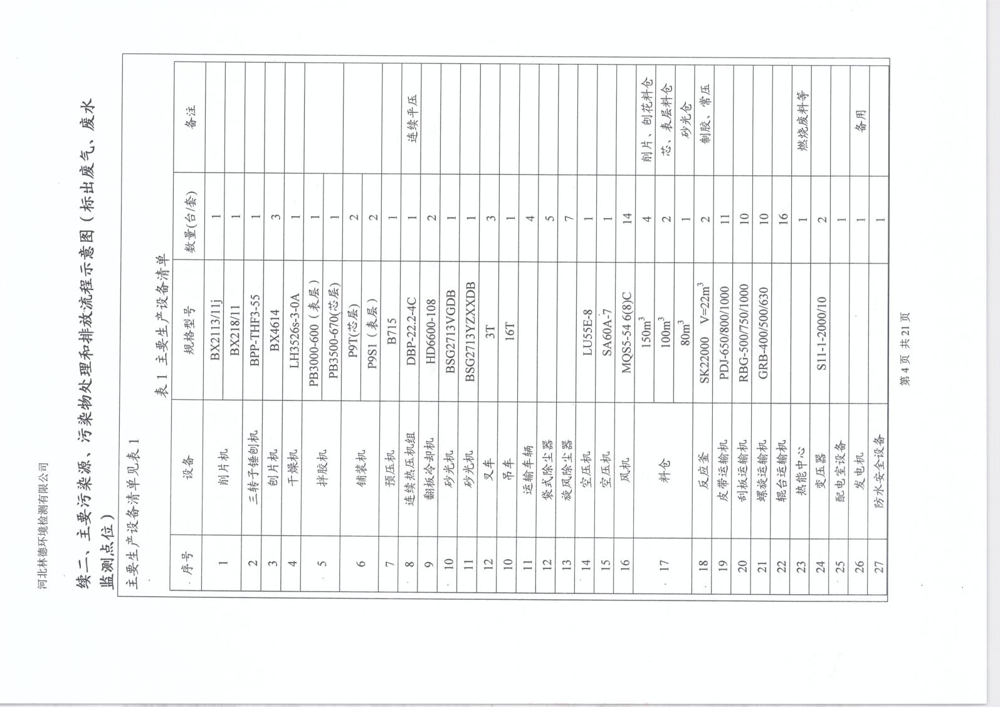 河北林德环境检测有限公司
续二、主要污染源、污染物处理和排放流程示意图（标出废气、废水
监测点位）
主要生产设备清单见表 1
表 1 主要生产设备清单
序号 设备 规格型号 数量(台/套) 备注
1 削片机 BX2113/11j 1
BX218/11 1
2 三转子锤刨机 BPP-THF3-55 1
3 刨片机 BX4614 3
4 干燥机 LH3526s-3-0A 1
5 拌胶机 PB3000-600（表层） 1
PB3500-670(芯层) 1
6 铺装机 P9T(芯层) 2
P9S1（表层） 2
7 预压机 B715 1
8 连续热压机组 DBP-22.2-4C 1 连续平压
9 翻板冷却机 HD6600-108 2
10 砂光机 BSG2713VGDB 1
11 砂光机 BSG2713YZXXDB 1
12 叉车 3T 3
10 吊车 16T 1
11 运输车辆 4
12 袋式除尘器 5
13 旋风除尘器 7
14 空压机 LU55E-8 1
15 空压机 SA60A-7 1
16 风机 MQS5-54 6(8)C 14
17 料仓 150m³ 4 削片、刨花料仓
100m³ 2 芯、表层料仓
80m³ 1 砂光仓
18 反应釜 SK22000 V=22m³ 2 制胶、常压
19 皮带运输机 PDJ-650/800/1000 11
20 刮板运输机 RBG-500/750/1000 10
21 螺旋运输机 GRB-400/500/630 10
22 辊台运输机 16
23 热能中心 1 燃烧废料等
24 变压器 S11-1-2000/10 2
25 配电室设备 1
26 发电机 1 备用
27 防水安全设备 1
第 4 页 共 21 页